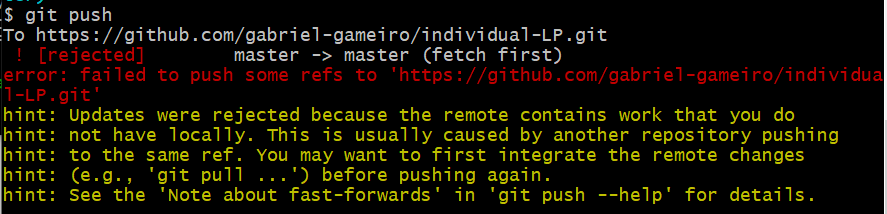 $ git push
To https://github.com/gabriel-gameiro/individual-LP.git
! [rejected] master -> master (fetch first)
error: failed to push some refs to 'https://github.com/gabriel-gameiro/individua
l-LP.git'
hint: Updates were rejected because the remote contains work that you do
hint: not have locally. This is usually caused by another repository pushing
hint: to the same ref. You may want to first integrate the remote changes
hint: (e.g., 'git pull ...') before pushing again.
hint: See the 'Note about fast-forwards' in 'git push --help' for details.